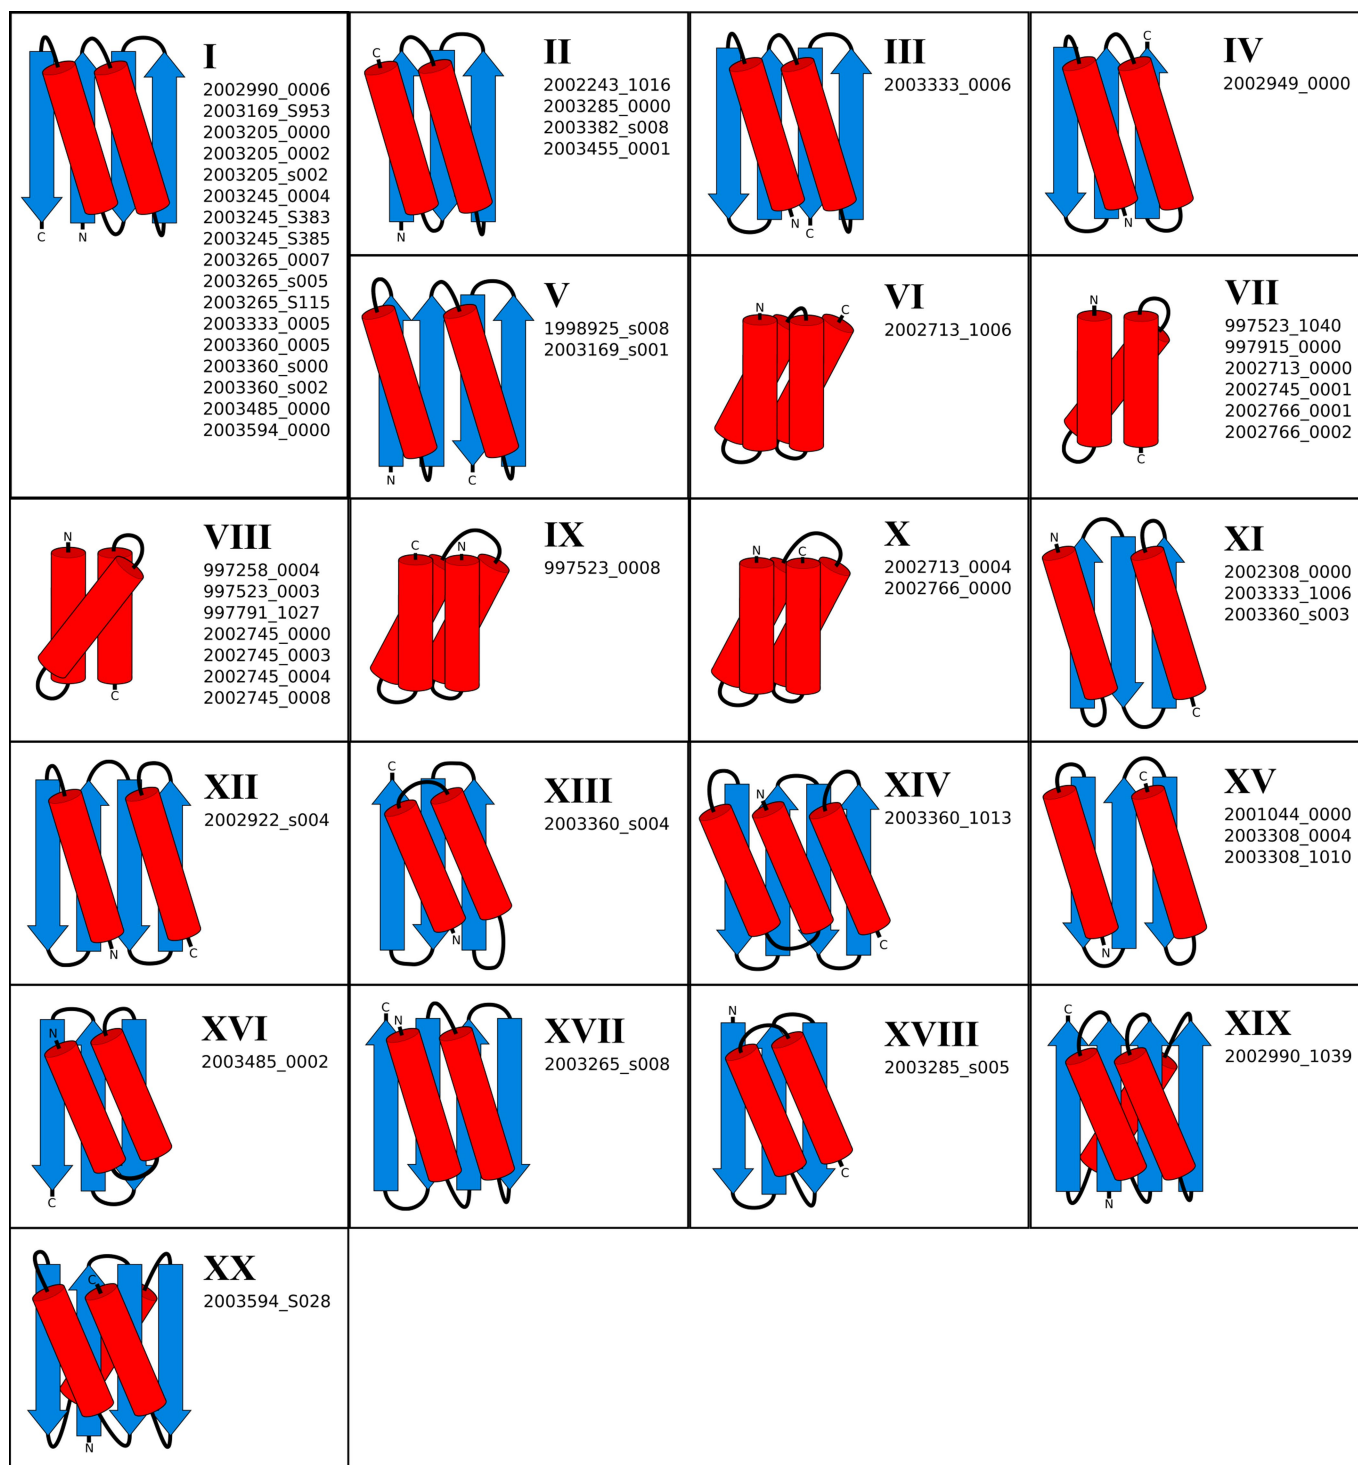 I
2002990_0006
2003169_S953
2003205_0000
2003205_0002
2003205_s002
2003245_0004
2003245_S383
2003245_S385
2003265_0007
2003265_s005
2003265_S115
2003333_0005
2003360_0005
2003360_s000
2003360_s002
2003485_0000
2003594_0000
C
N
II
2002243_1016
2003285_0000
2003382_s008
2003455_0001
C
N
III
2003333_0006
N
C
IV
2002949_0000
C
N
V
1998925_s008
2003169_s001
N
C
VI
2002713_1006
N
C
VII
997523_1040
997915_0000
2002713_0000
2002745_0001
2002766_0001
2002766_0002
N
C
VIII
997258_0004
997523_0003
997791_1027
2002745_0000
2002745_0003
2002745_0004
2002745_0008
N
C
IX
997523_0008
C
N
X
2002713_0004
2002766_0000
N
C
XI
2002308_0000
2003333_1006
2003360_s003
N
C
XII
2002922_s004
N
C
XIII
2003360_s004
C
N
XIV
2003360_1013
N
C
XV
2001044_0000
2003308_0004
2003308_1010
C
N
XVI
2003485_0002
N
C
XVII
2003265_s008
C
N
XVIII
2003285_s005
N
C
XIX
2002990_1039
C
N
XX
2003594_S028
C
N